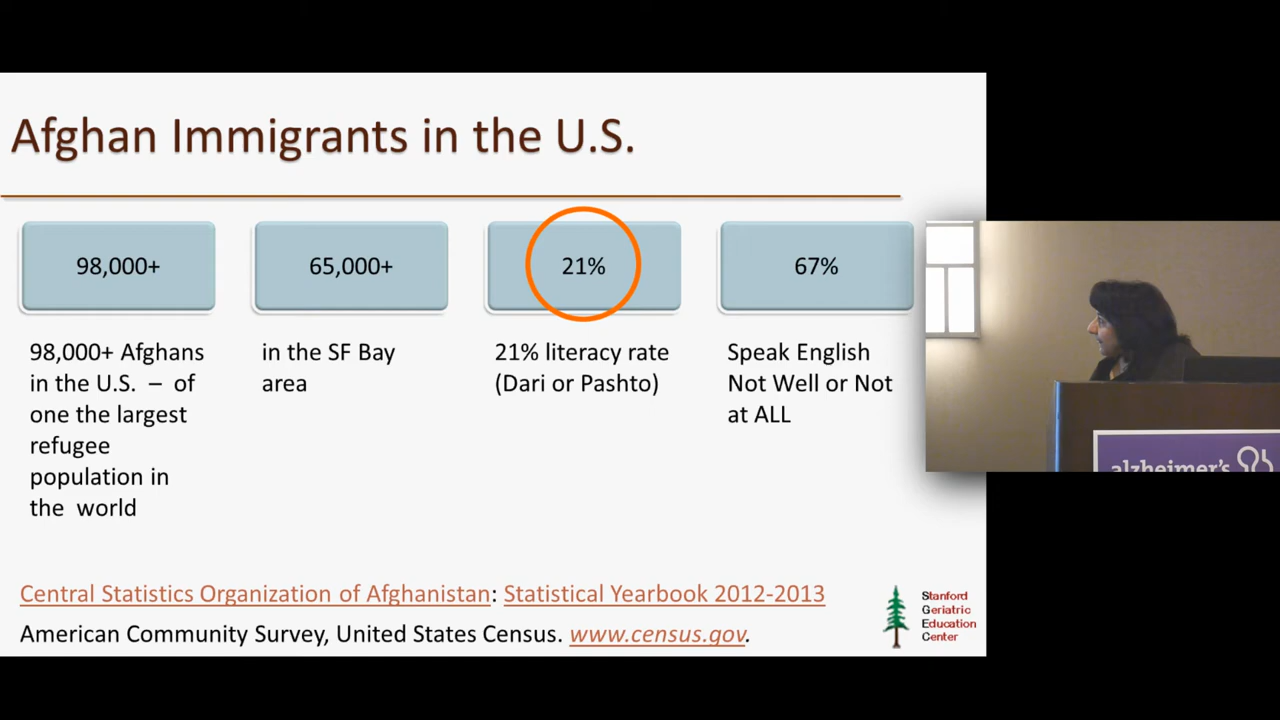 Afghan Immigrants in the U.S.
98,000+
65,000+
21%
67%
98,000+ Afghans
in the U.S. – of
one the largest
refugee
population in
the world
in the SF Bay
area
21% literacy rate
(Dari or Pashto)
Speak English
Not Well or Not
at ALL
alzheimer's
Central Statistics Organization of Afghanistan: Statistical Yearbook 2012-2013
American Community Survey, United States Census. www.census.gov.
Stanford
Geriatric
Education
Center